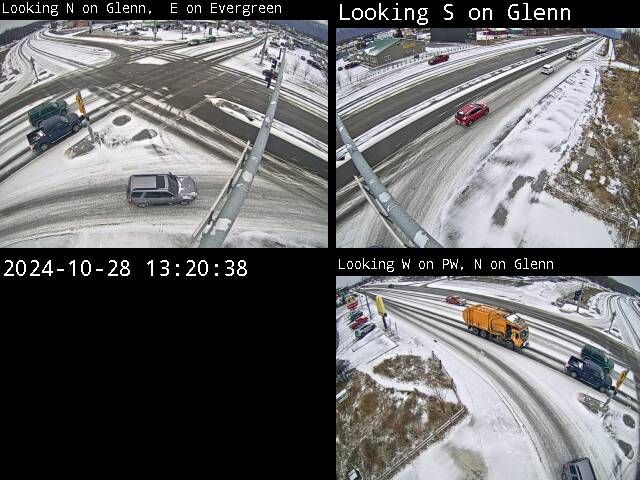 Looking N on Glenn, E on Evergreen
Looking S on Glenn
2024-10-28 13:20:38
Looking W on PW, N on Glenn